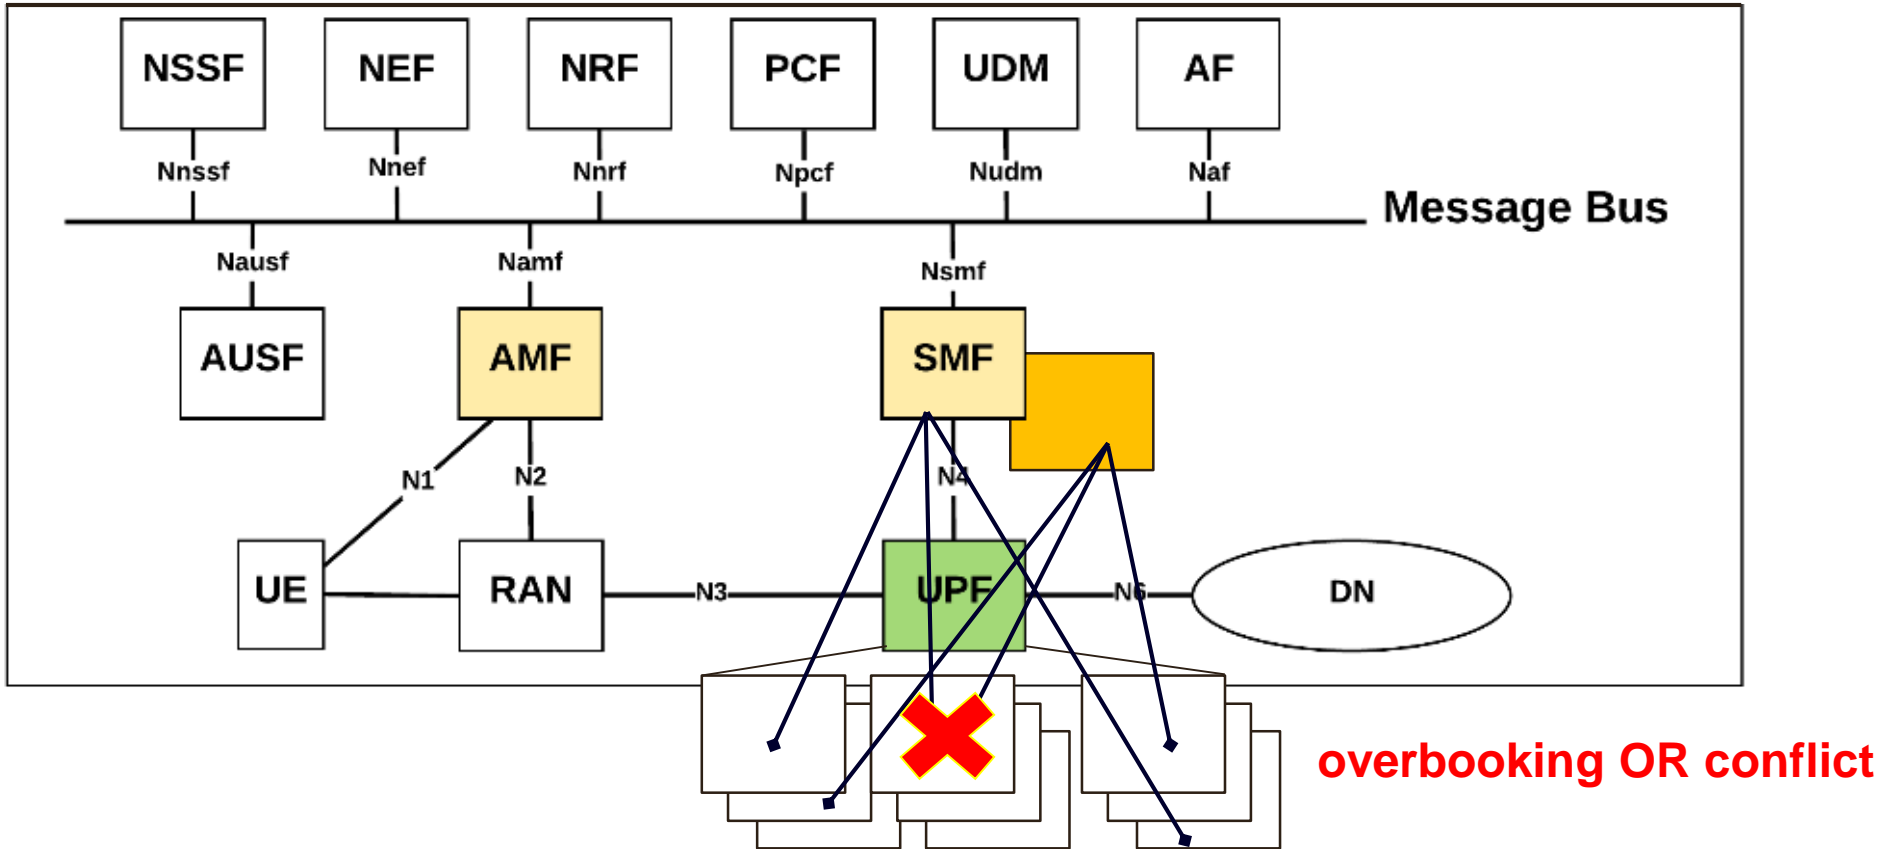 NSSF NEF NRF PCF UDM AF
Nnssf Nnef Nnrf Npcf Nudm Naf
Message Bus
Nausf Namf Nsmf
AUSF AMF SMF
N1 N2 N4
UE RAN N3 UPF N6 DN
overbooking OR conflict